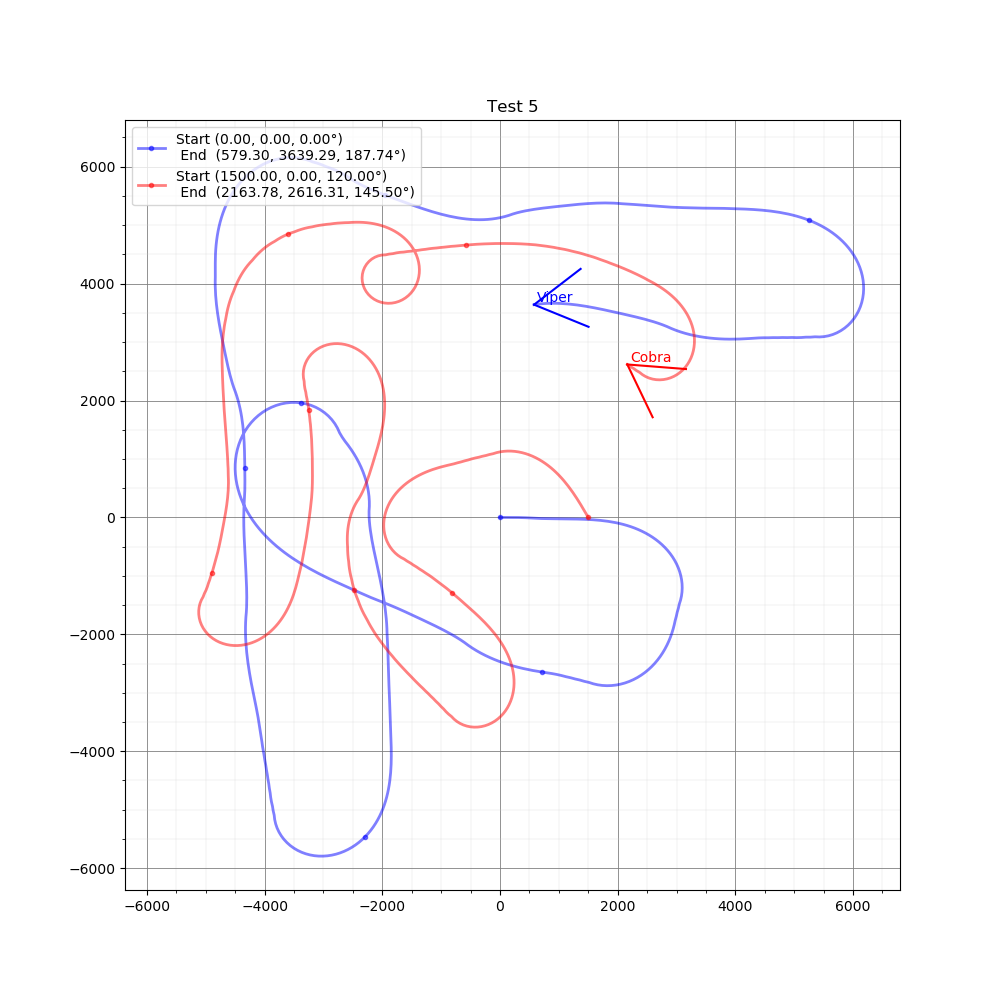 Test 5
Start (0.00, 0.00, 0.00°)
End (579.30, 3639.29, 187.74°)
Start (1500.00, 0.00, 120.00°)
End (2163.78, 2616.31, 145.50°)
6000
4000
Viper
Cobra
2000
0
−2000
−4000
−6000
−6000 −4000 −2000 0 2000 4000 6000